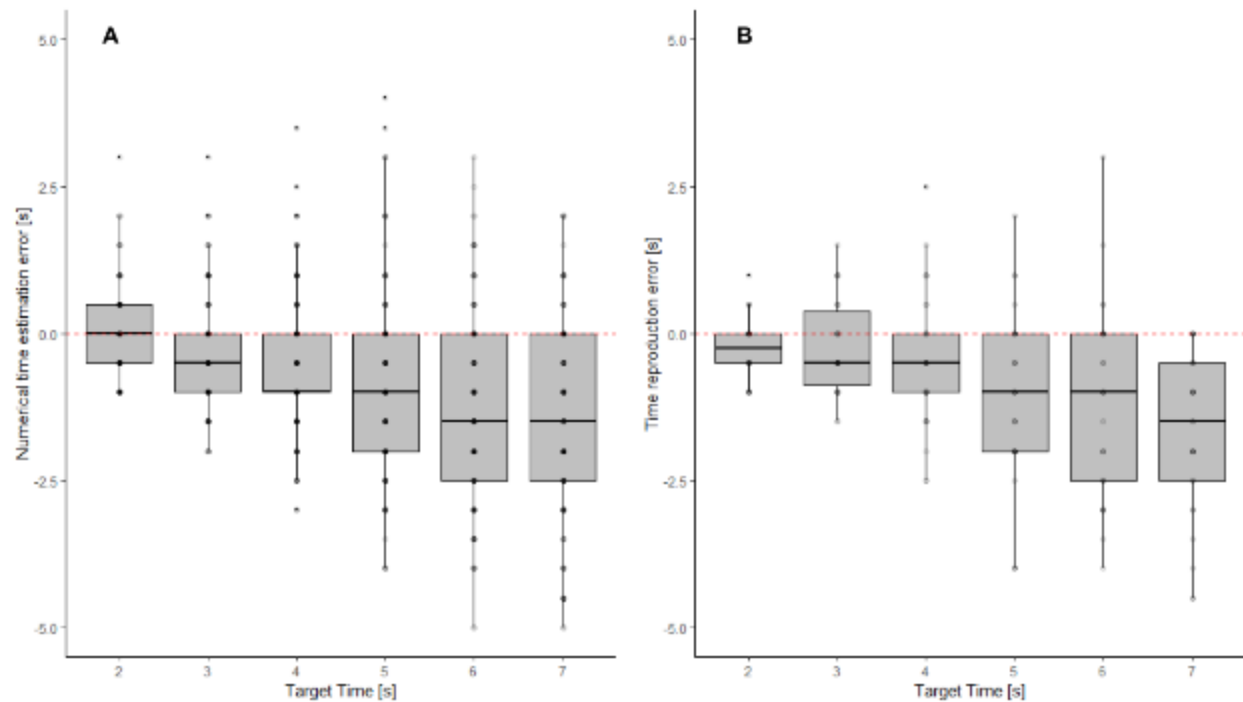 A
5.0
2.5
0.0
-2.5
-5.0
Numerical time estimation error [s]
2 3 4 5 6 7
Target Time [s]
B
5.0
2.5
0.0
-2.5
-5.0
Time reproduction error [s]
2 3 4 5 6 7
Target Time [s]